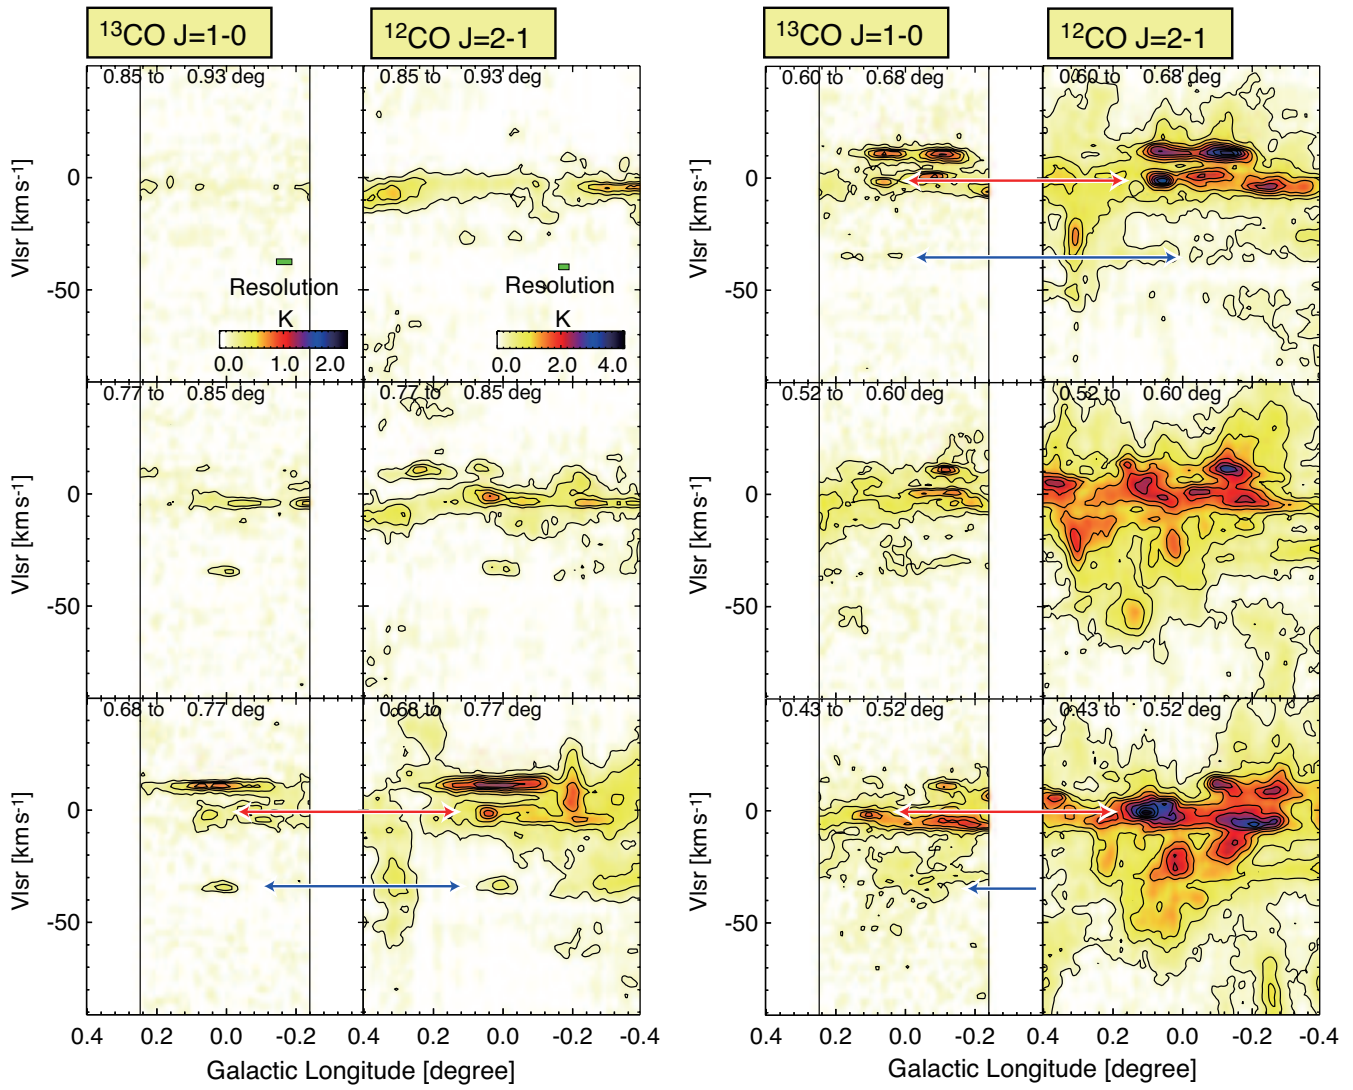 ¹³CO J=1-0
¹²CO J=2-1
¹³CO J=1-0
¹²CO J=2-1
0.85 to 0.93 deg
0.85 to 0.93 deg
0.60 to 0.68 deg
0.60 to 0.68 deg
Vlsr [km s⁻¹]
0
-50
Resolution
K
0.0 1.0 2.0
Resolution
K
0.0 2.0 4.0
Vlsr [km s⁻¹]
0
-50
0.77 to 0.85 deg
0.77 to 0.85 deg
0.52 to 0.60 deg
0.52 to 0.60 deg
Vlsr [km s⁻¹]
0
-50
Vlsr [km s⁻¹]
0
-50
0.68 to 0.77 deg
0.68 to 0.77 deg
0.43 to 0.52 deg
0.43 to 0.52 deg
Vlsr [km s⁻¹]
0
-50
Vlsr [km s⁻¹]
0
-50
0.4 0.2 0.0 -0.2 0.4 0.2 0.0 -0.2 -0.4
0.4 0.2 0.0 -0.2 0.4 0.2 0.0 -0.2 -0.4
Galactic Longitude [degree]
Galactic Longitude [degree]